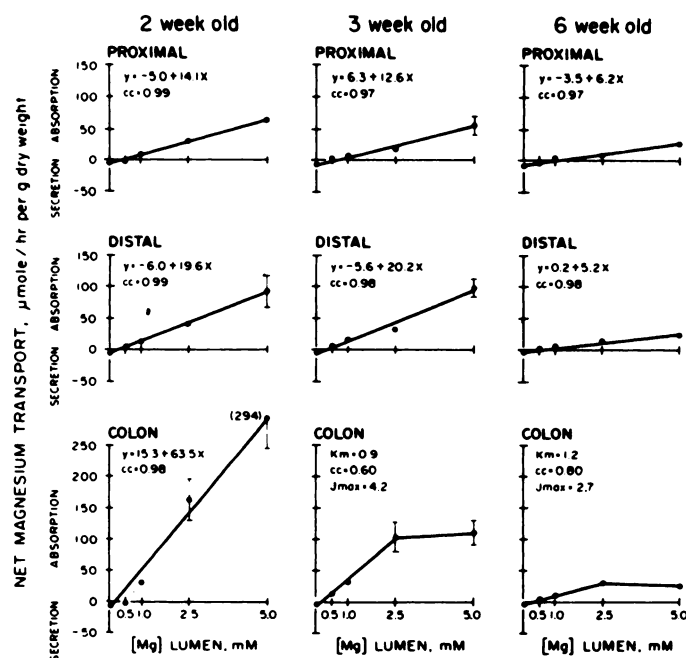 2 week old
3 week old
6 week old
PROXIMAL
PROXIMAL
PROXIMAL
y=-5.0+14.1X
cc=0.99
y=6.3+12.6X
cc=0.97
y=-3.5+6.2X
cc=0.97
150
100
50
0
-50
ABSORPTION
SECRETION
DISTAL
DISTAL
DISTAL
y=-6.0+19.6X
cc=0.99
y=-5.6+20.2X
cc=0.98
y=0.2+5.2X
cc=0.98
150
100
50
0
-50
ABSORPTION
SECRETION
NET MAGNESIUM TRANSPORT, μmole/hr per g dry weight
(294)
COLON
COLON
COLON
y=15.3+63.5X
cc=0.98
Km=0.9
cc=0.60
Jmax=4.2
Km=1.2
cc=0.80
Jmax=2.7
250
200
150
100
50
0
-50
ABSORPTION
SECRETION
0.5 1.0 2.5 5.0
0.5 1.0 2.5 5.0
0.5 1.0 2.5 5.0
[Mg] LUMEN, mM
[Mg] LUMEN, mM
[Mg] LUMEN, mM